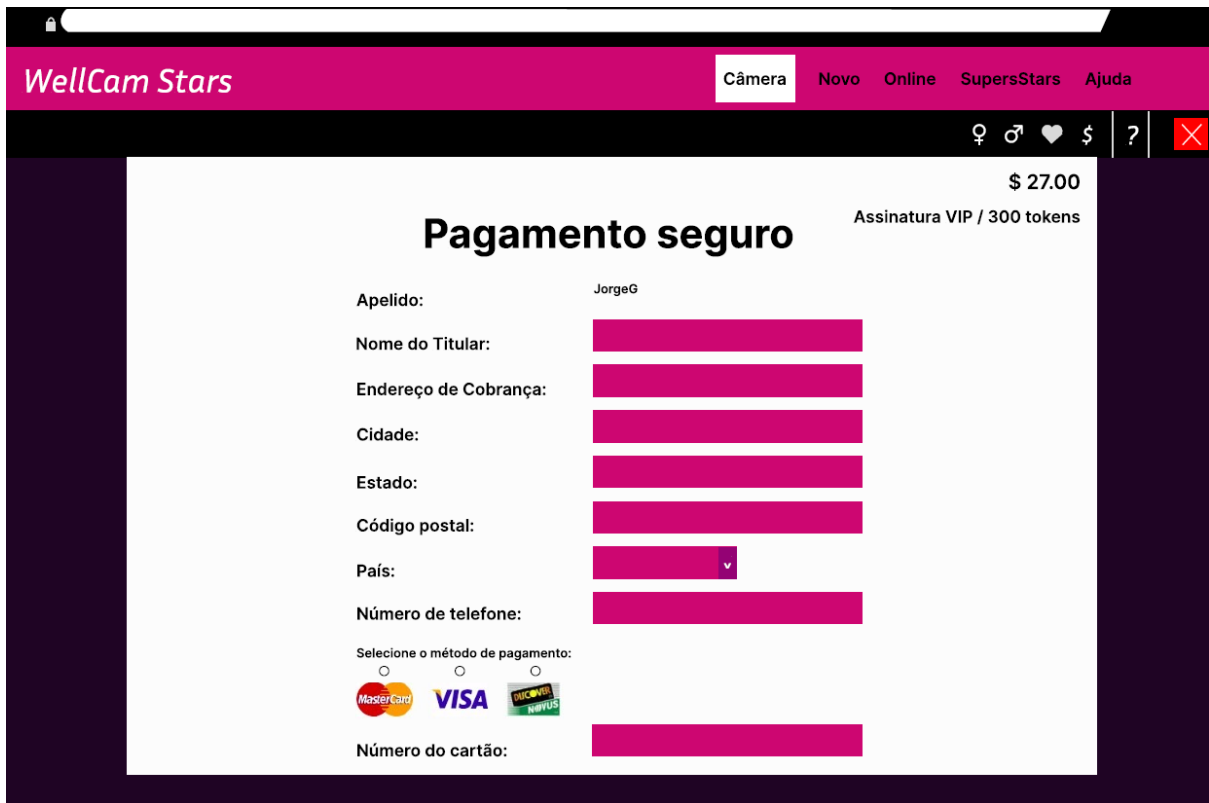 WellCam Stars
Câmera Novo Online SupersStars Ajuda
$ ?
$ 27.00
Assinatura VIP / 300 tokens
Pagamento seguro
Apelido: JorgeG
Nome do Titular:
Endereço de Cobrança:
Cidade:
Estado:
Código postal:
País:
Número de telefone:
Selecione o método de pagamento:
MasterCard VISA DISCOVER
NOVUS
Número do cartão: